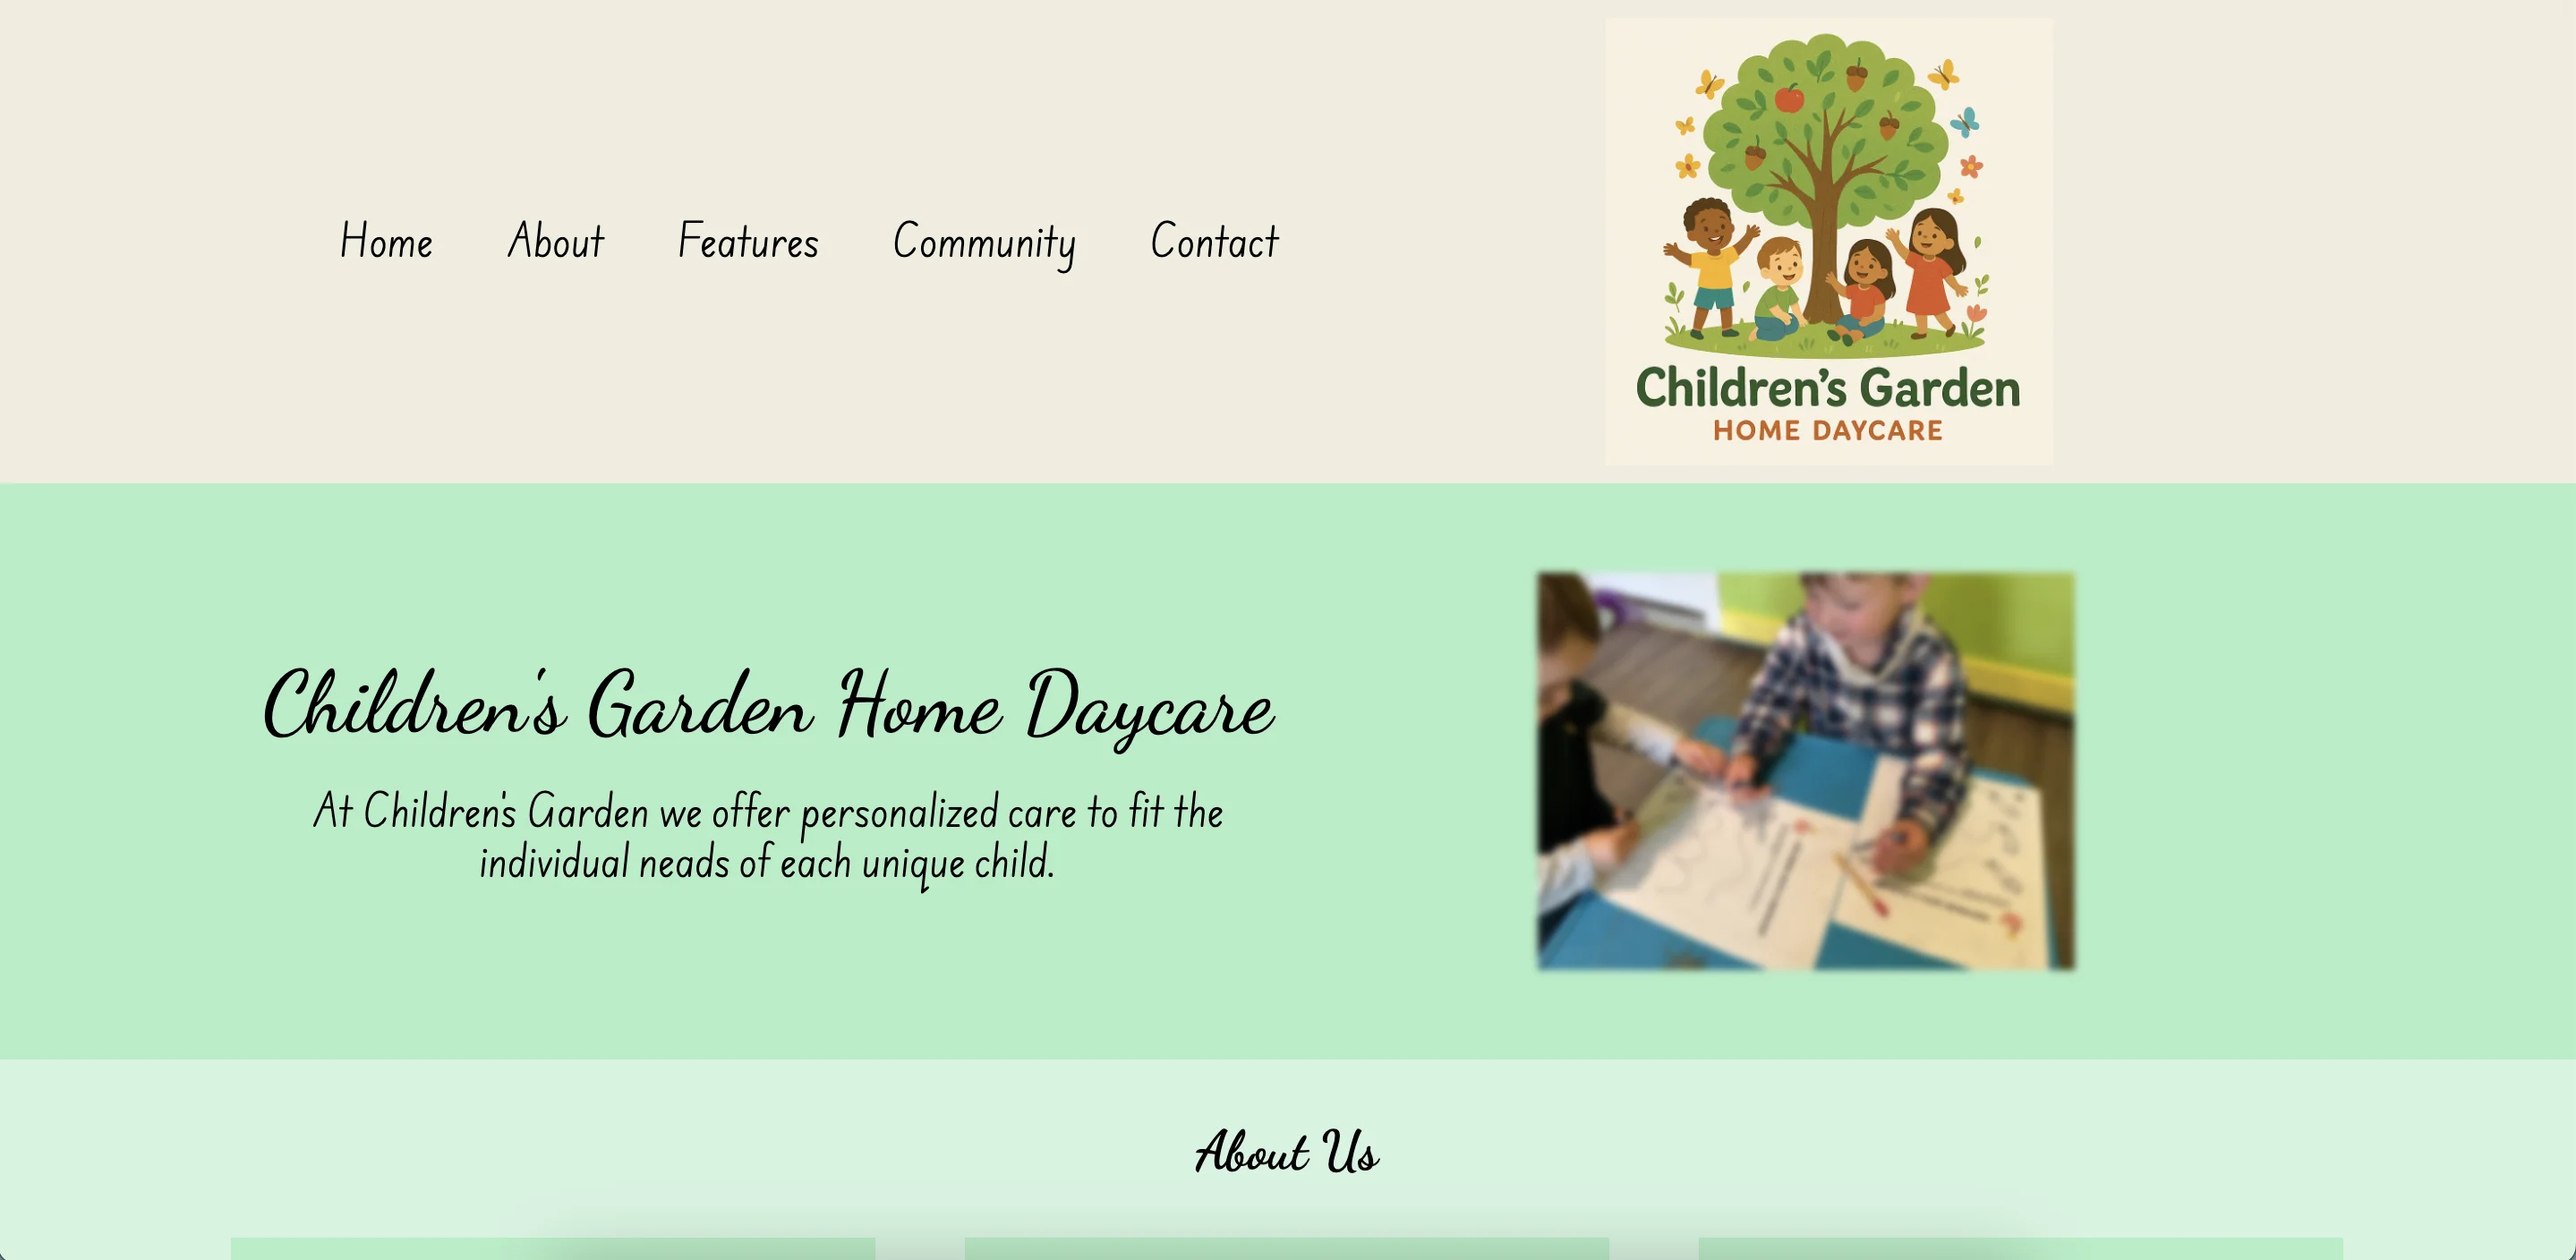 Home About Features Community Contact
Children's Garden
HOME DAYCARE
Children's Garden Home Daycare
At Children's Garden we offer personalized care to fit the
individual neads of each unique child.
About Us